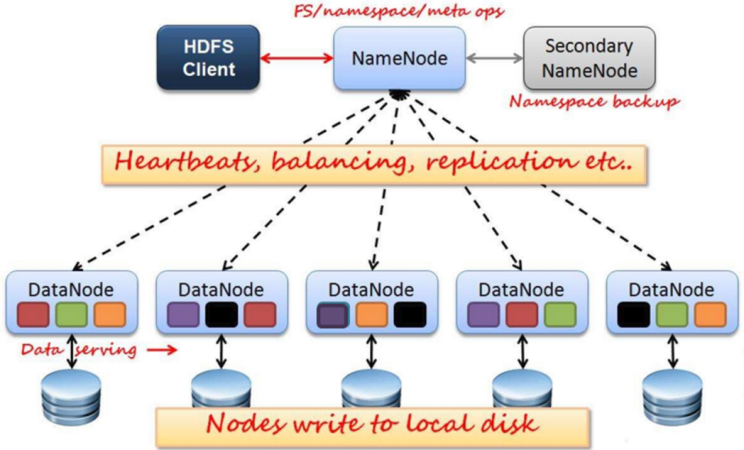 FS/namespace/meta ops
HDFS
Client
NameNode
Secondary
NameNode
Namespace backup
Heartbeats, balancing, replication etc..
DataNode
DataNode
DataNode
DataNode
DataNode
Data serving
Nodes write to local disk